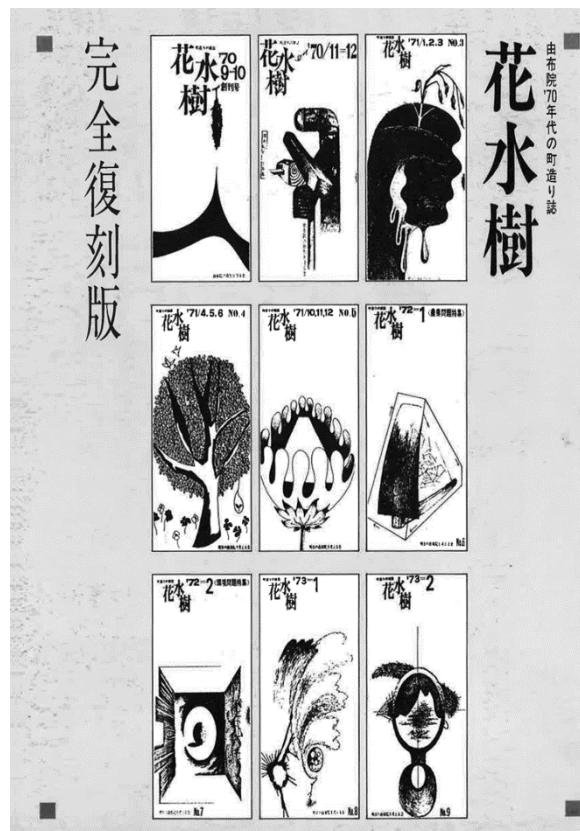 由布院'70年代の町造り誌
花水樹
完全復刻版
花水樹
'70
9-10
創刊号
花水樹
'70/11=12
花水樹
'71/1.2.3 NO.3
花水樹
'71/4.5.6 NO.4
花水樹
'71/10,11,12 NO.5
花水樹
'72-1
No.6
花水樹
'72-2
No.7
花水樹
'73-1
No.8
花水樹
'73-2
No.9